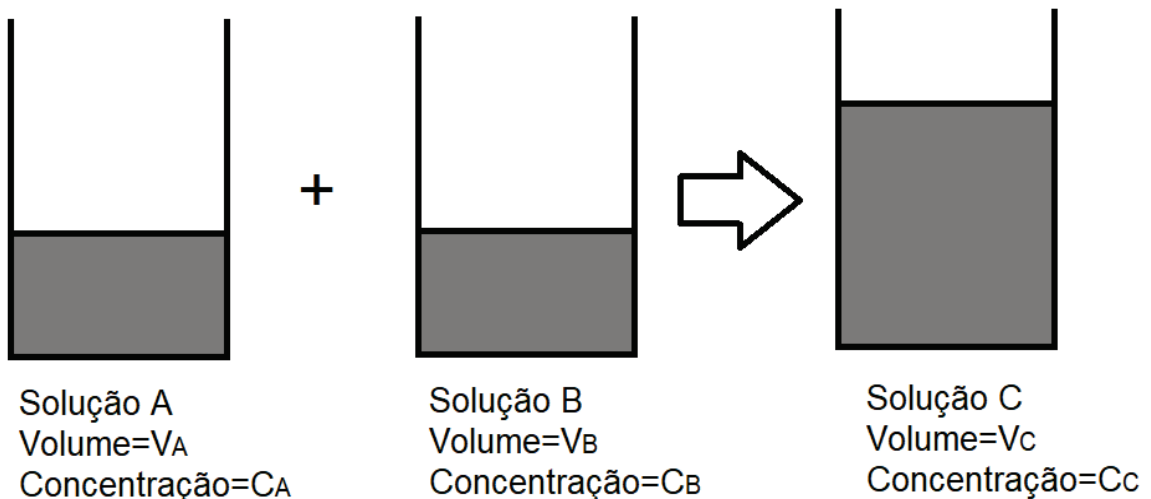 +
Solução A
Volume=VA
Concentração=CA
Solução B
Volume=VB
Concentração=CB
Solução C
Volume=VC
Concentração=CC